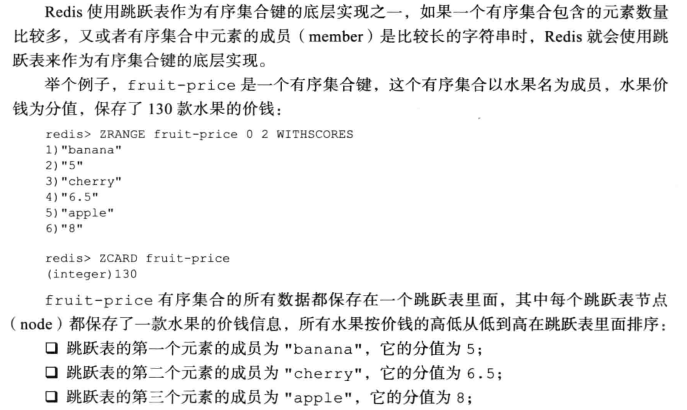 Redis 使用跳跃表作为有序集合键的底层实现之一，如果一个有序集合包含的元素数量
比较多，又或者有序集合中元素的成员（member）是比较长的字符串时，Redis 就会使用跳
跃表来作为有序集合键的底层实现。
举个例子，fruit-price 是一个有序集合键，这个有序集合以水果名为成员，水果价
钱为分值，保存了 130 款水果的价钱：
redis> ZRANGE fruit-price 0 2 WITHSCORES
1)"banana"
2)"5"
3)"cherry"
4)"6.5"
5)"apple"
6)"8"
redis> ZCARD fruit-price
(integer)130
fruit-price 有序集合的所有数据都保存在一个跳跃表里面，其中每个跳跃表节点
（node）都保存了一款水果的价钱信息，所有水果按价钱的高低从低到高在跳跃表里面排序：
❏ 跳跃表的第一个元素的成员为 "banana"，它的分值为 5；
❏ 跳跃表的第二个元素的成员为 "cherry"，它的分值为 6.5；
❏ 跳跃表的第三个元素的成员为 "apple"，它的分值为 8；